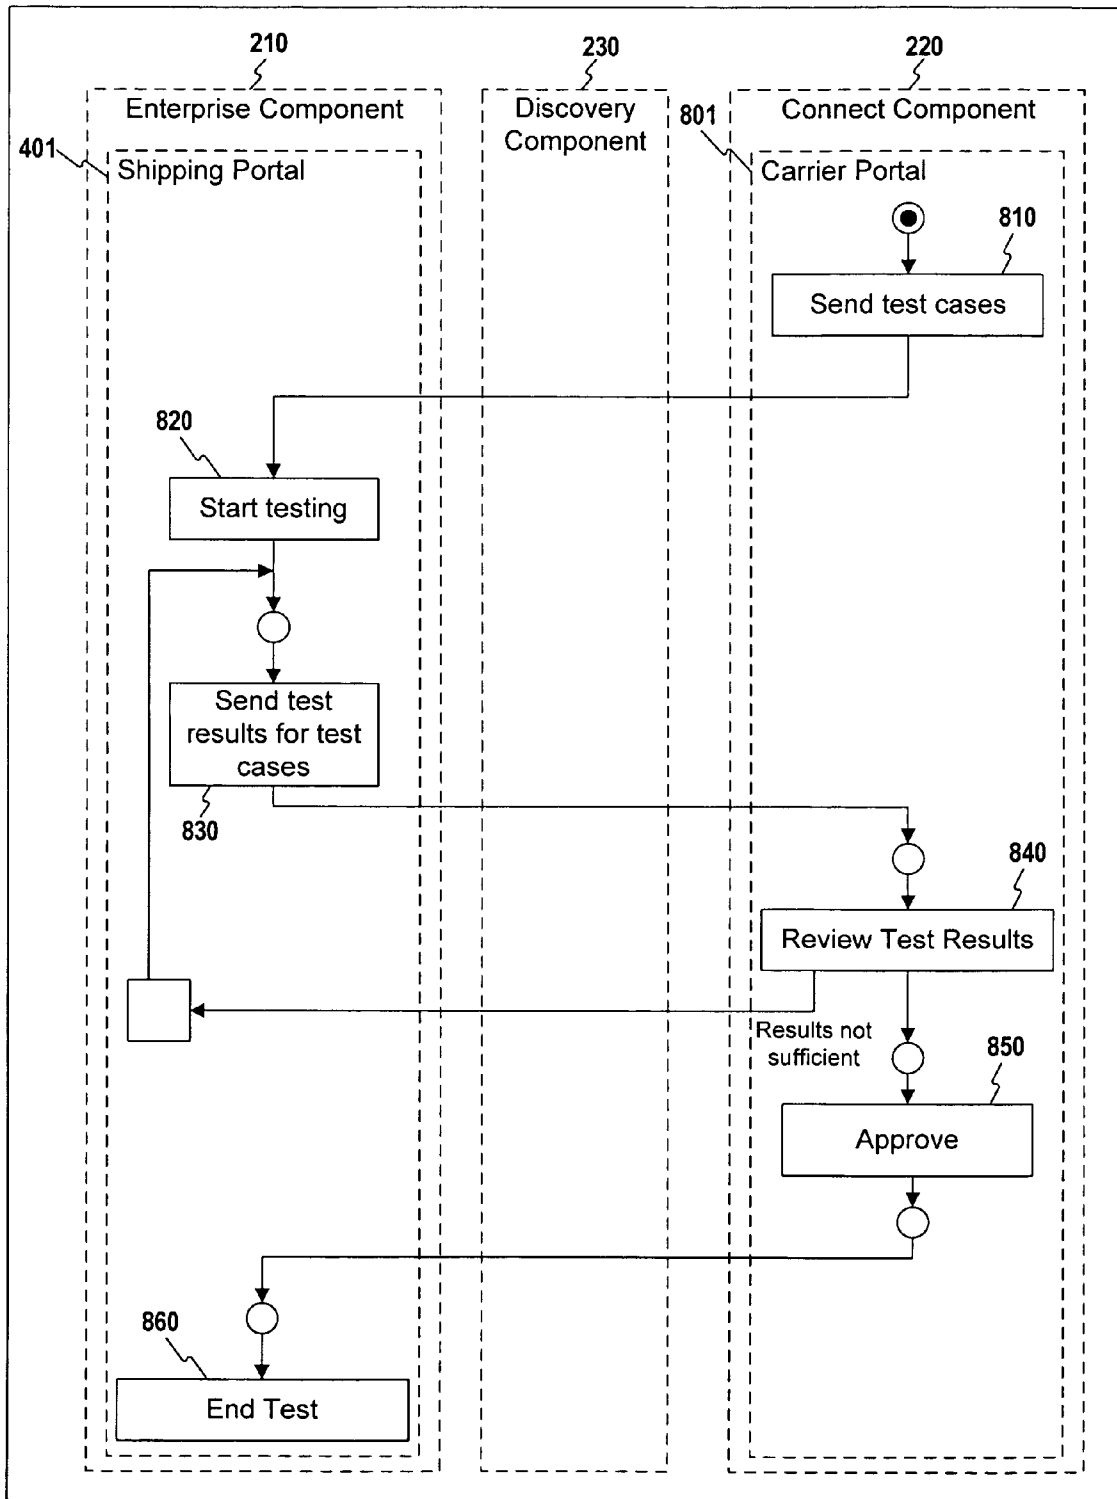 210
230
220
Enterprise Component
Discovery
Component
Connect Component
401
801
Shipping Portal
Carrier Portal
810
Send test cases
820
Start testing
Send test
results for test
cases
830
840
Review Test Results
Results not
sufficient
850
Approve
860
End Test